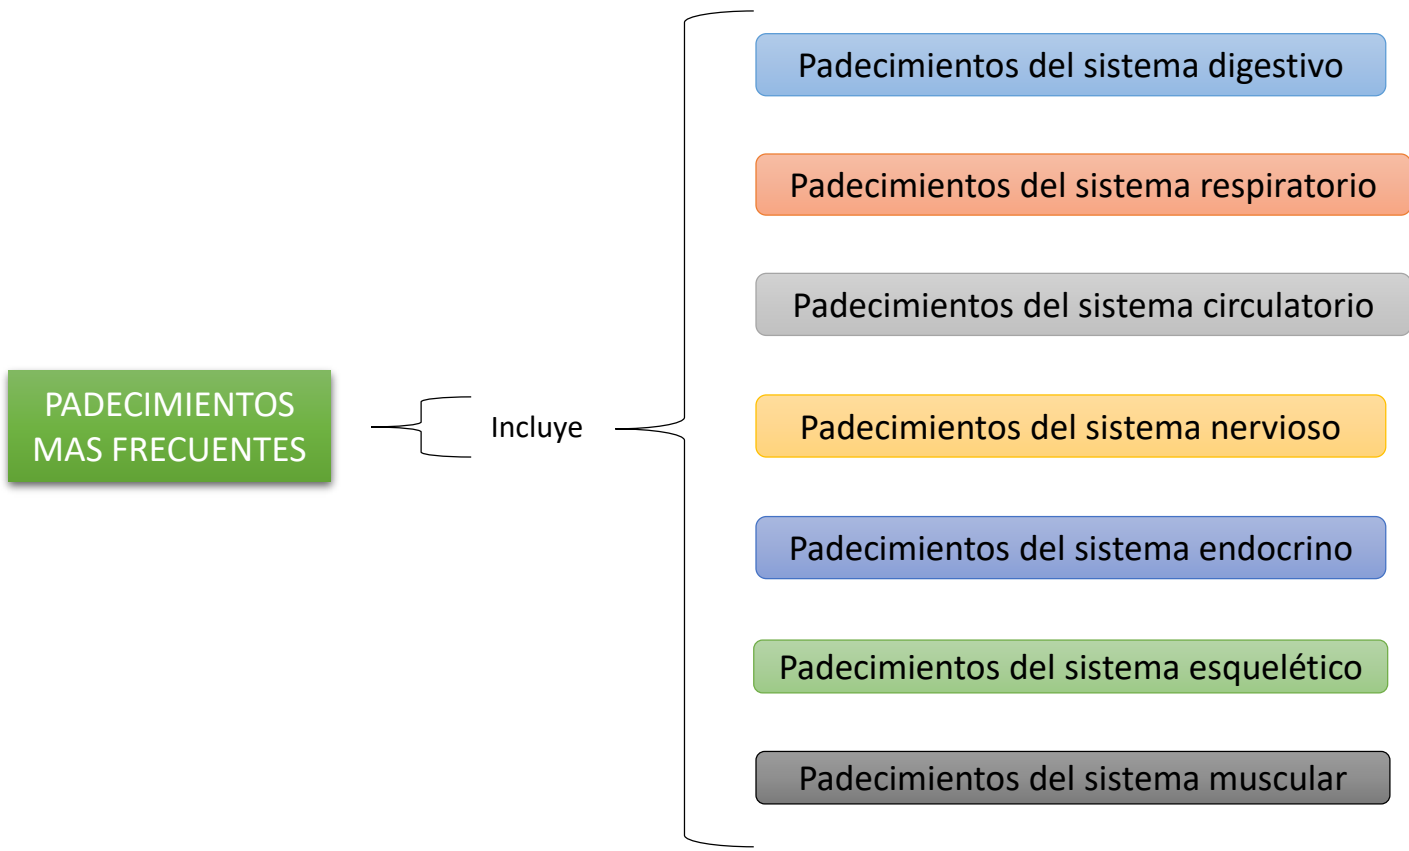 PADECIMIENTOS
MAS FRECUENTES
Incluye
Padecimientos del sistema digestivo
Padecimientos del sistema respiratorio
Padecimientos del sistema circulatorio
Padecimientos del sistema nervioso
Padecimientos del sistema endocrino
Padecimientos del sistema esquelético
Padecimientos del sistema muscular